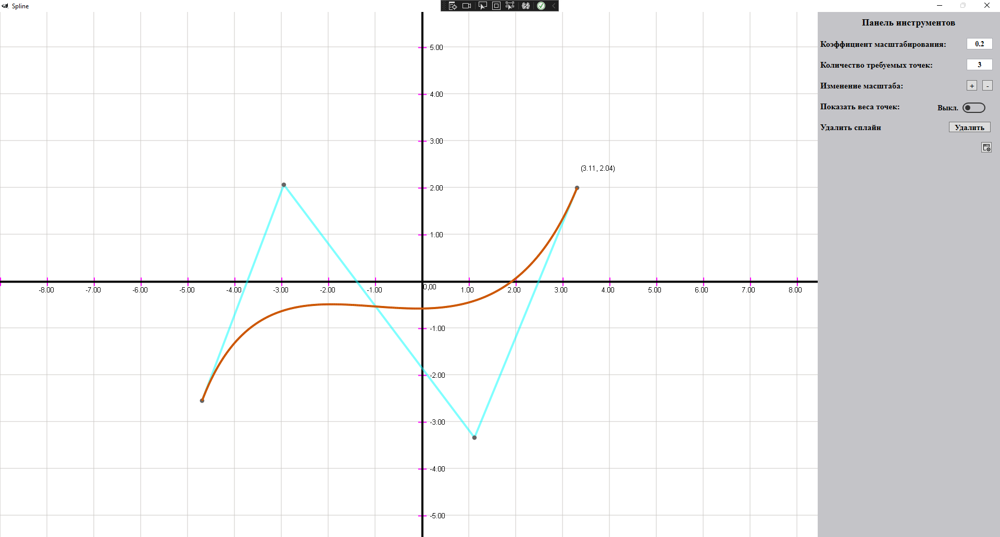 Spline
Панель инструментов
Коэффициент масштабирования: 0.2
Количество требуемых точек: 3
Изменение масштаба: + -
Показать веса точек: Выкл.
Удалить сплайн Удалить
5.00
4.00
3.00
(3.11, 2.04)
2.00
1.00
0,00
-8.00 -7.00 -6.00 -5.00 -4.00 -3.00 -2.00 -1.00 1.00 2.00 3.00 4.00 5.00 6.00 7.00 8.00
-1.00
-2.00
-3.00
-4.00
-5.00